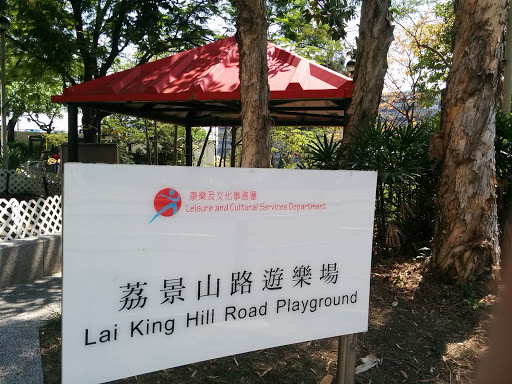 康樂及文化事務署
Leisure and Cultural Services Department
荔景山路遊樂場
Lai King Hill Road Playground